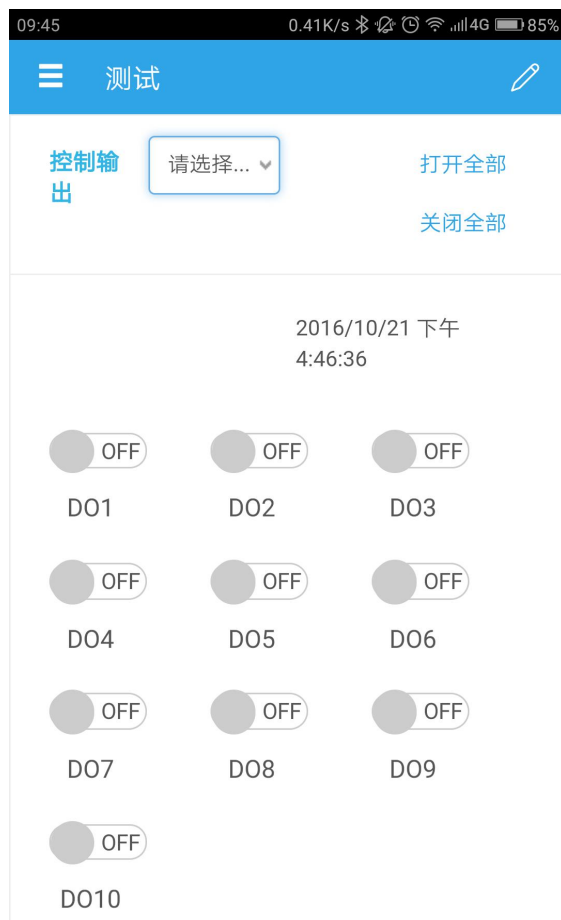 09:45 0.41K/s 4G 85%
测试
控制输出 请选择... 打开全部
关闭全部
2016/10/21 下午
4:46:36
OFF OFF OFF
DO1 DO2 DO3
OFF OFF OFF
DO4 DO5 DO6
OFF OFF OFF
DO7 DO8 DO9
OFF
DO10